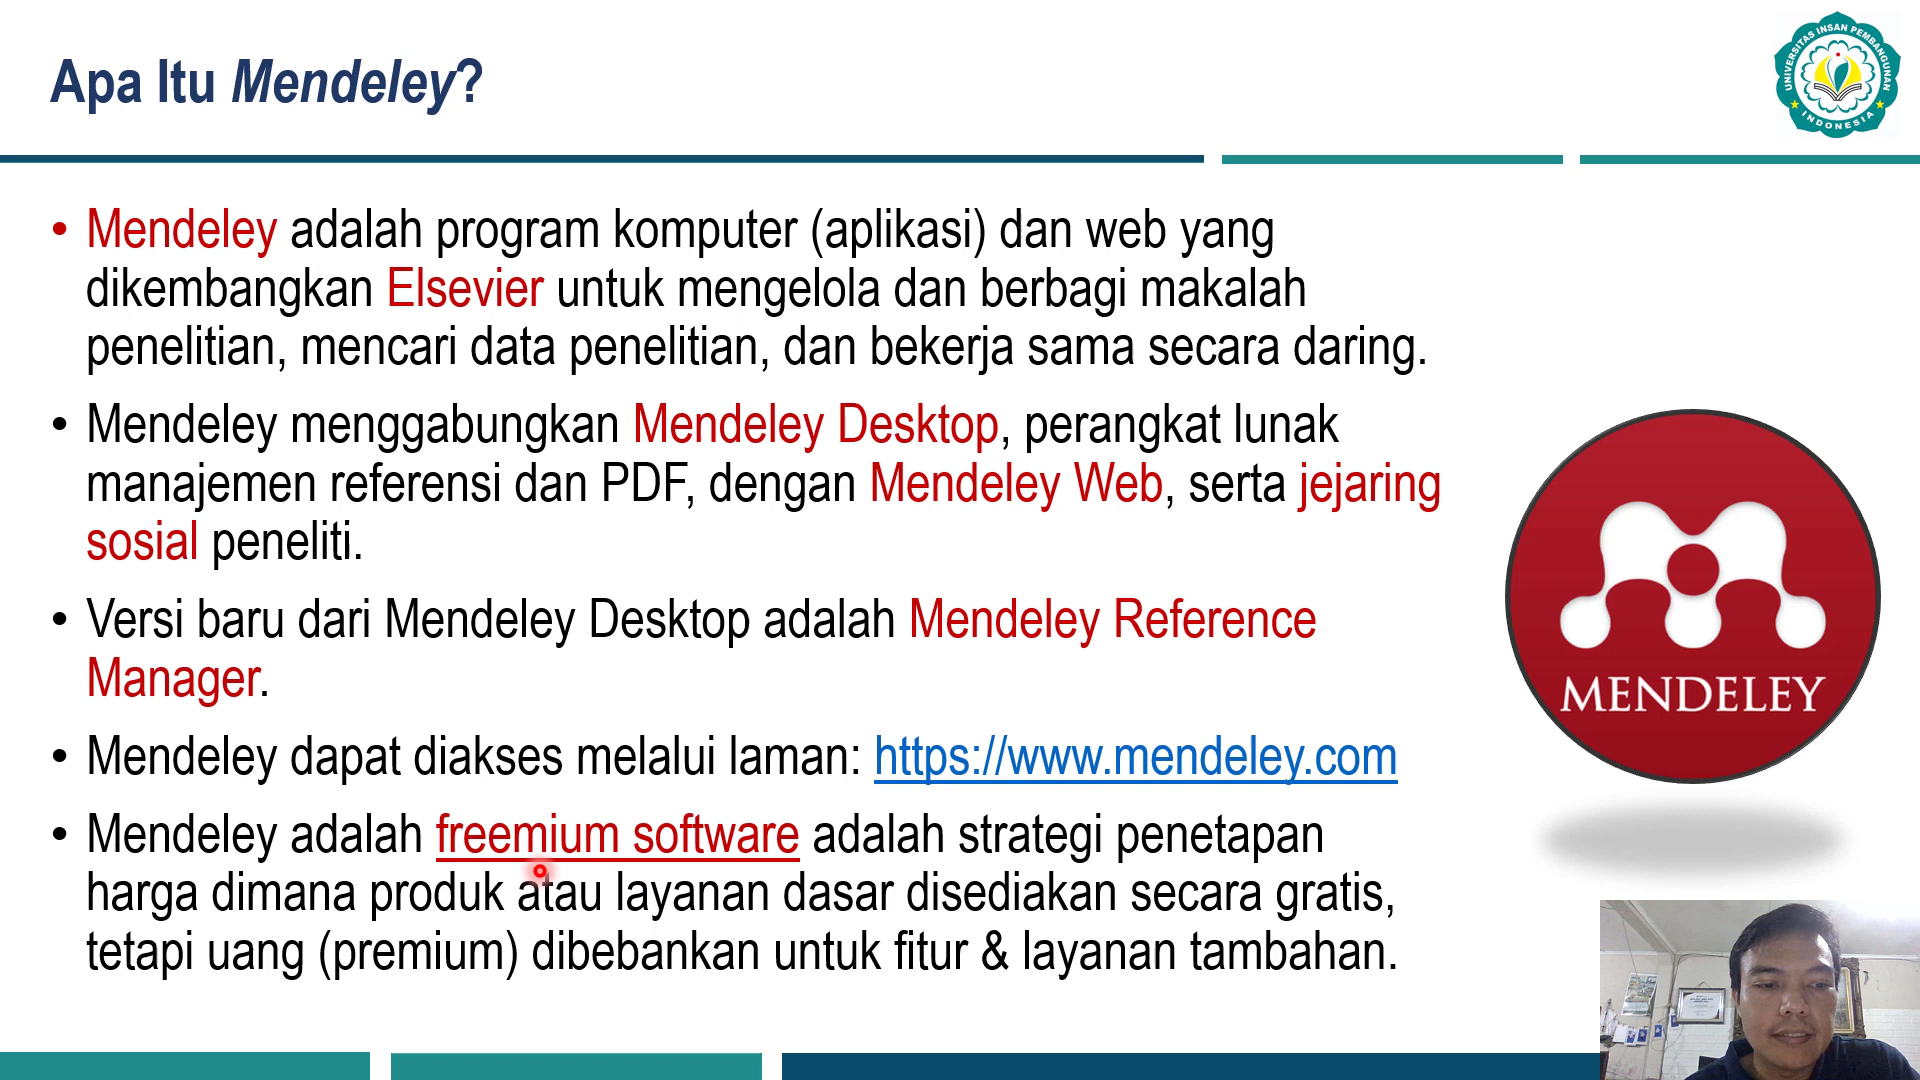 Apa Itu Mendeley?
UNIVERSITAS INSAN PEMBANGUNAN
INDONESIA
• Mendeley adalah program komputer (aplikasi) dan web yang
dikembangkan Elsevier untuk mengelola dan berbagi makalah
penelitian, mencari data penelitian, dan bekerja sama secara daring.
• Mendeley menggabungkan Mendeley Desktop, perangkat lunak
manajemen referensi dan PDF, dengan Mendeley Web, serta jejaring
sosial peneliti.
• Versi baru dari Mendeley Desktop adalah Mendeley Reference
Manager.
• Mendeley dapat diakses melalui laman: https://www.mendeley.com
• Mendeley adalah freemium software adalah strategi penetapan
harga dimana produk atau layanan dasar disediakan secara gratis,
tetapi uang (premium) dibebankan untuk fitur & layanan tambahan.
MENDELEY